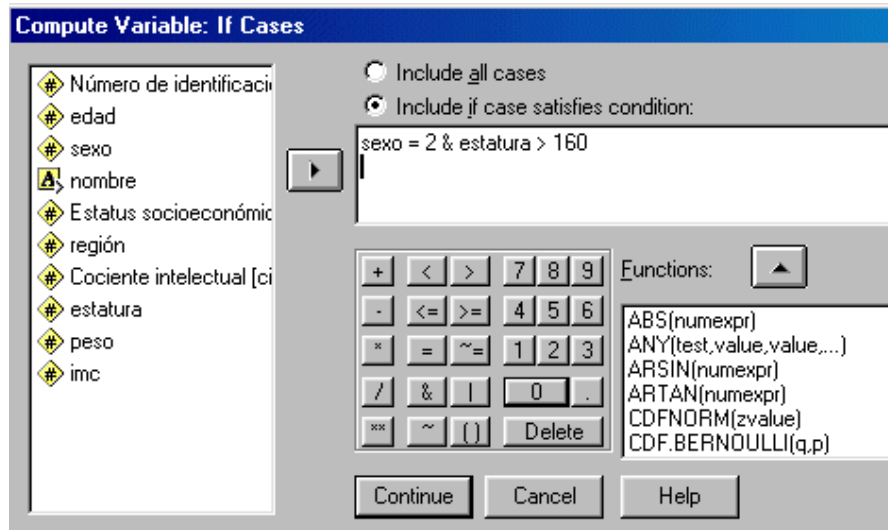 Compute Variable: If Cases
Número de identificaci
edad
sexo
nombre
Estatus socioeconómic
región
Cociente intelectual [ci
estatura
peso
imc
Include all cases
Include if case satisfies condition:
sexo = 2 & estatura > 160
+ < > 7 8 9
- <= >= 4 5 6
* = ~= 1 2 3
/ & | 0 .
** ~ () Delete
Functions:
ABS(numexpr)
ANY(test,value,value,...)
ARSIN(numexpr)
ARTAN(numexpr)
CDFNORM(zvalue)
CDF.BERNOULLI(q,p)
Continue Cancel Help